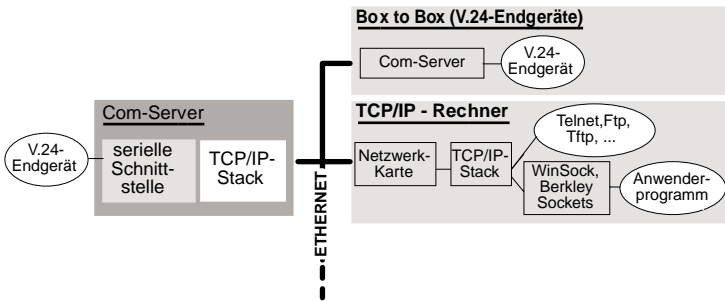 Box to Box (V.24-Endgeräte)
Com-Server
V.24-
Endgerät
Com-Server
V.24-
Endgerät
serielle
Schnitt-
stelle
TCP/IP-
Stack
ETHERNET
TCP/IP - Rechner
Netzwerk-
Karte
TCP/IP-
Stack
Telnet,Ftp,
Tftp, ...
WinSock,
Berkley
Sockets
Anwender-
programm